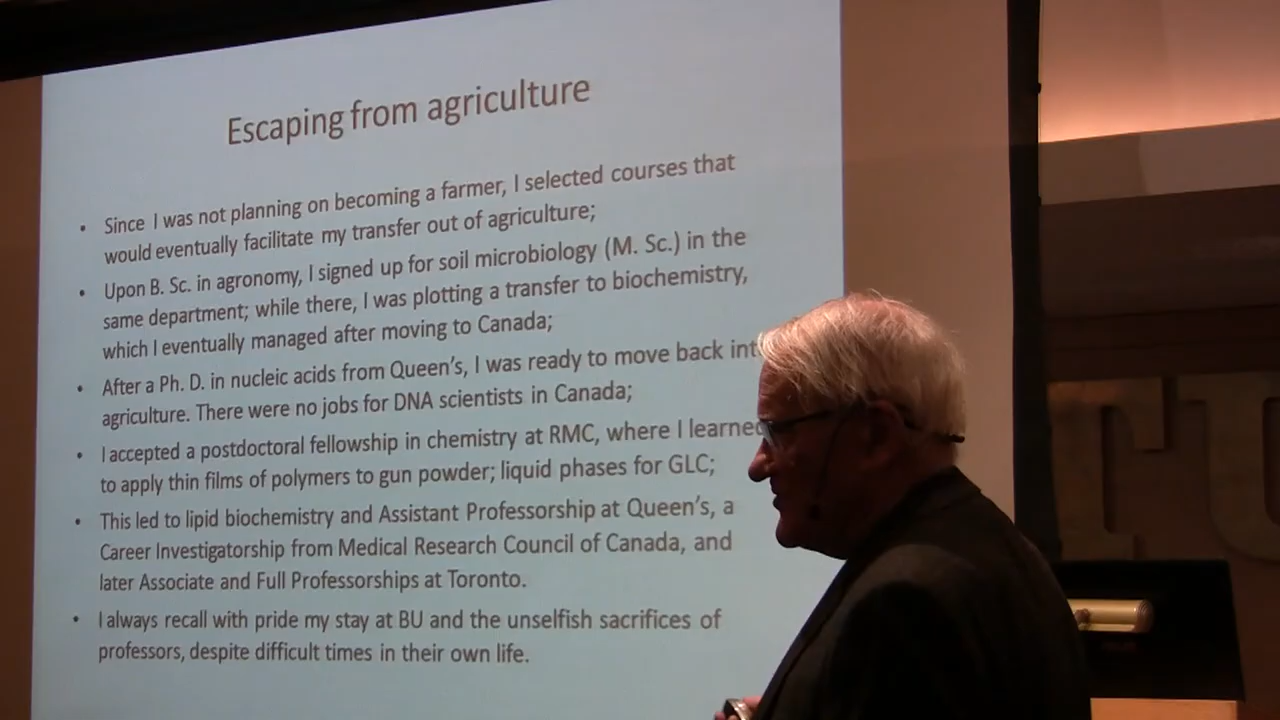 Escaping from agriculture
• Since I was not planning on becoming a farmer, I selected courses that
would eventually facilitate my transfer out of agriculture;
• Upon B. Sc. in agronomy, I signed up for soil microbiology (M. Sc.) in the
same department; while there, I was plotting a transfer to biochemistry,
which I eventually managed after moving to Canada;
• After a Ph. D. in nucleic acids from Queen's, I was ready to move back int
agriculture. There were no jobs for DNA scientists in Canada;
• I accepted a postdoctoral fellowship in chemistry at RMC, where I learned
to apply thin films of polymers to gun powder; liquid phases for GLC;
• This led to lipid biochemistry and Assistant Professorship at Queen's, a
Career Investigatorship from Medical Research Council of Canada, and
later Associate and Full Professorships at Toronto.
• I always recall with pride my stay at BU and the unselfish sacrifices of
professors, despite difficult times in their own life.